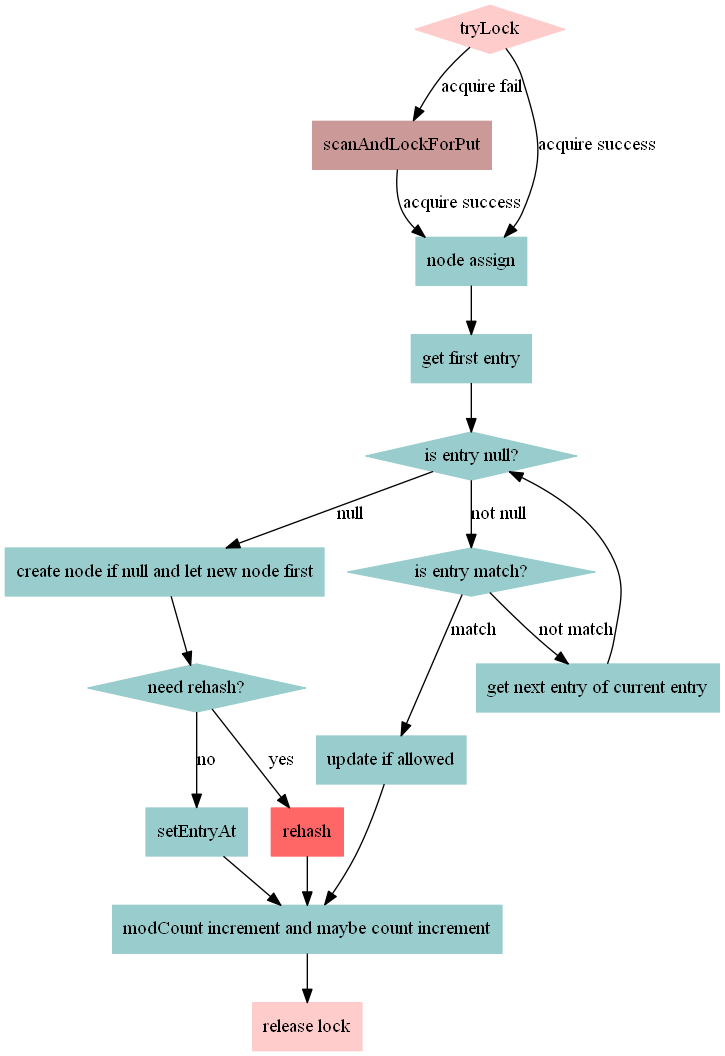 tryLock
acquire fail
scanAndLockForPut
acquire success
acquire success
node assign
get first entry
is entry null?
null
not null
create node if null and let new node first
is entry match?
match
not match
need rehash?
get next entry of current entry
no
yes
update if allowed
setEntryAt
rehash
modCount increment and maybe count increment
release lock